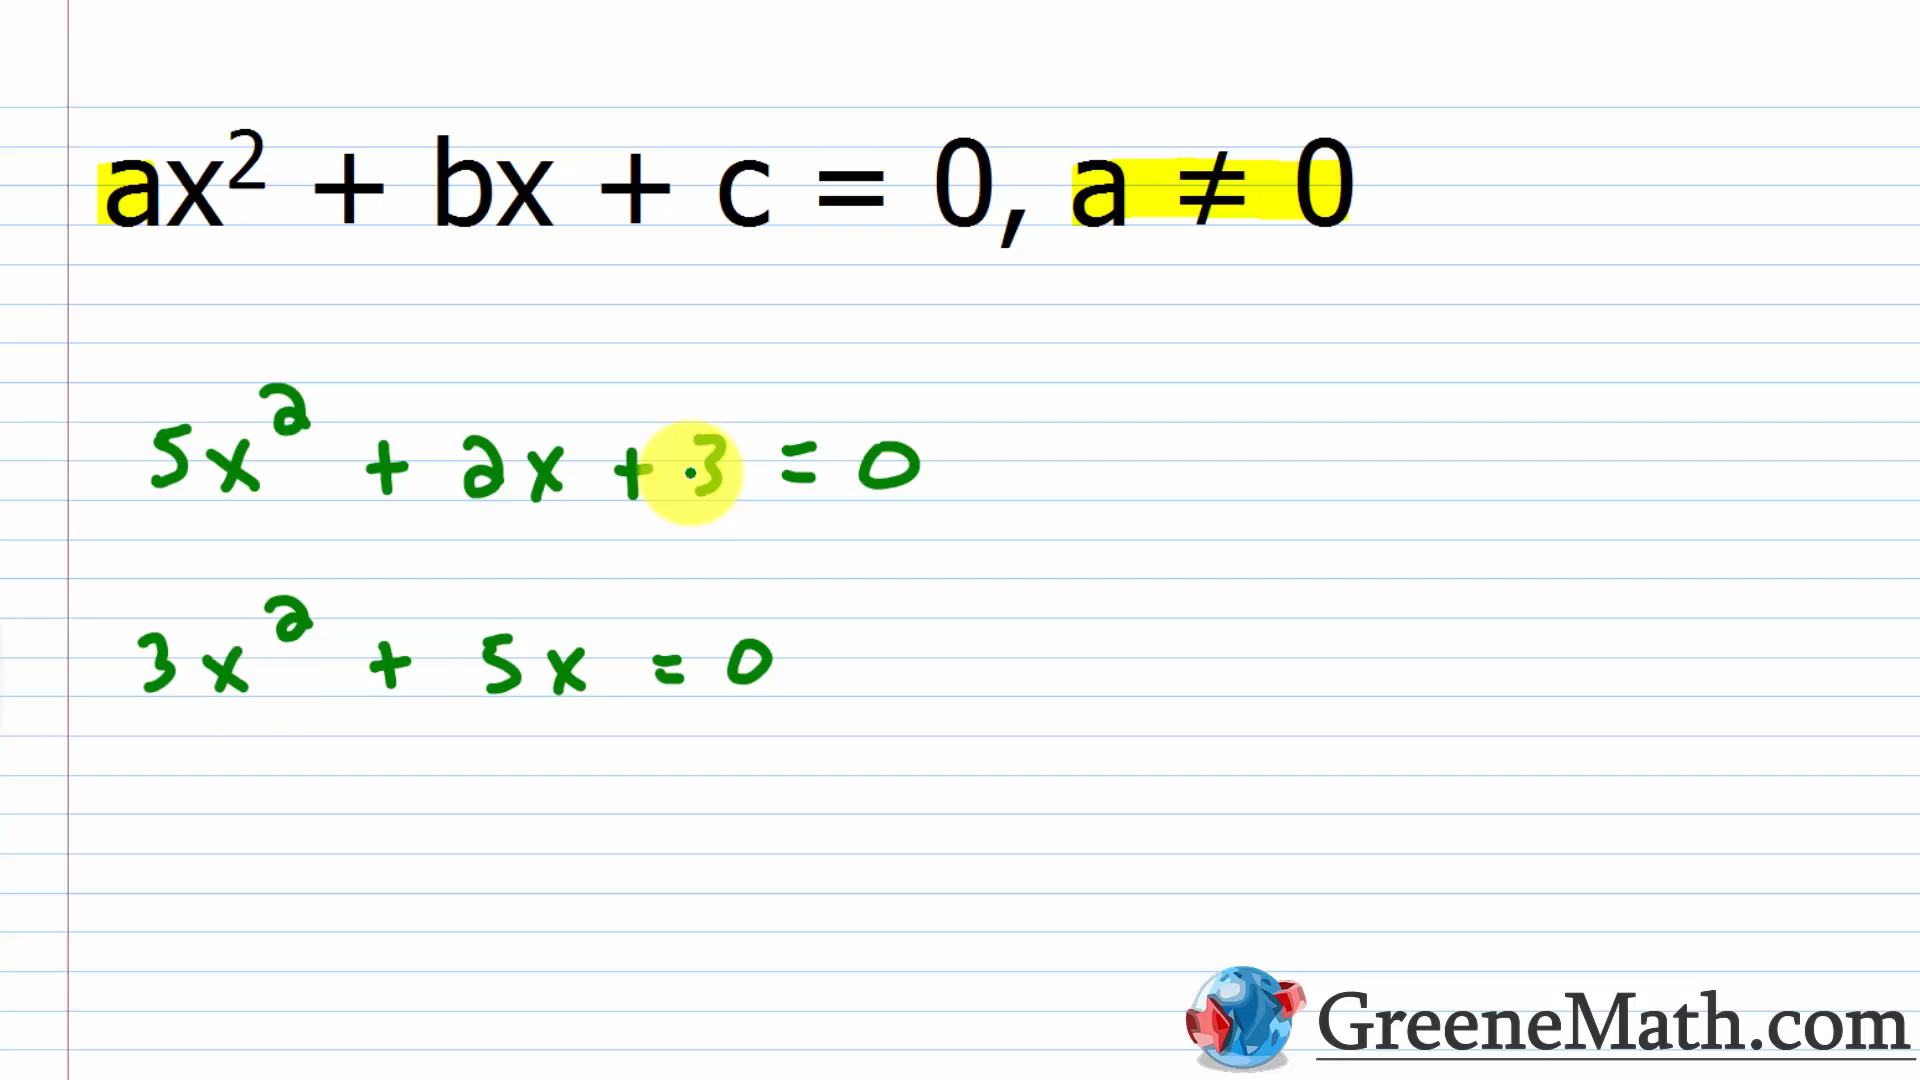 ax² + bx + c = 0, a ≠ 0
5x² + 2x + 3 = 0
3x² + 5x = 0
GreeneMath.com